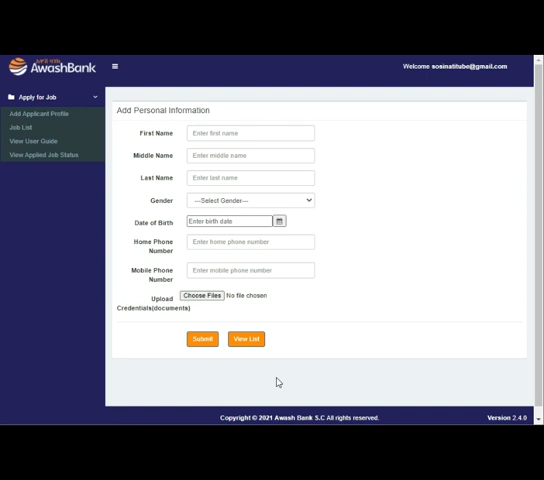 AwashBank
Welcome sosinatitube@gmail.com
Apply for Job
Add Applicant Profile
Job List
View User Guide
View Applied Job Status
Add Personal Information
First Name
Enter first name
Middle Name
Enter middle name
Last Name
Enter last name
Gender
---Select Gender---
Date of Birth
Enter birth date
Home Phone
Number
Enter home phone number
Mobile Phone
Number
Enter mobile phone number
Upload
Credentials(documents)
Choose Files No file chosen
Submit
View List
Copyright © 2021 Awash Bank S.C All rights reserved.
Version 2.4.0